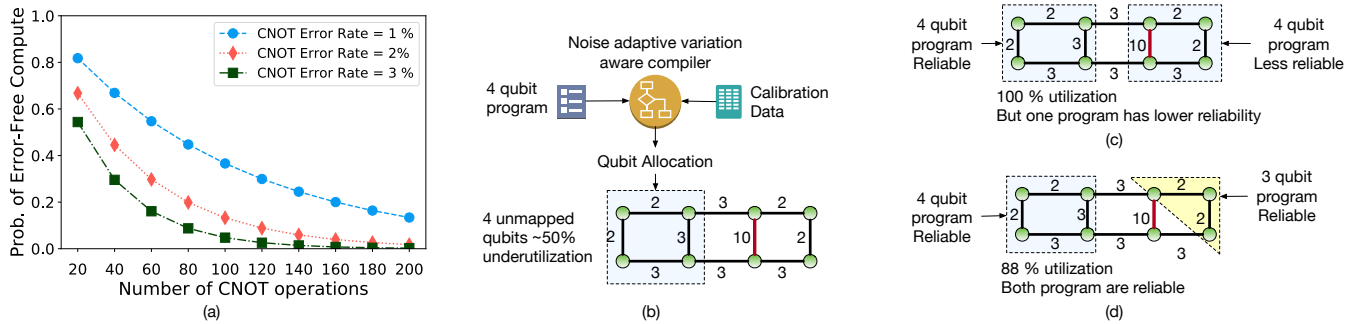 1.0
0.8
0.6
0.4
0.2
0.0
Prob. of Error-Free Compute
CNOT Error Rate = 1 %
CNOT Error Rate = 2%
CNOT Error Rate = 3 %
20 40 60 80 100 120 140 160 180 200
Number of CNOT operations
(a)
Noise adaptive variation
aware compiler
4 qubit
program
Calibration
Data
Qubit Allocation
4 unmapped
qubits ~50%
underutilization
2 3 2
2 3 10 2
3 3 3
(b)
4 qubit
program
Reliable
2 3 2
2 3 10 2
3 3 3
4 qubit
program
Less reliable
100 % utilization
But one program has lower reliability
(c)
4 qubit
program
Reliable
2 3 2
2 3 10 2
3 3 3
3 qubit
program
Reliable
88 % utilization
Both program are reliable
(d)